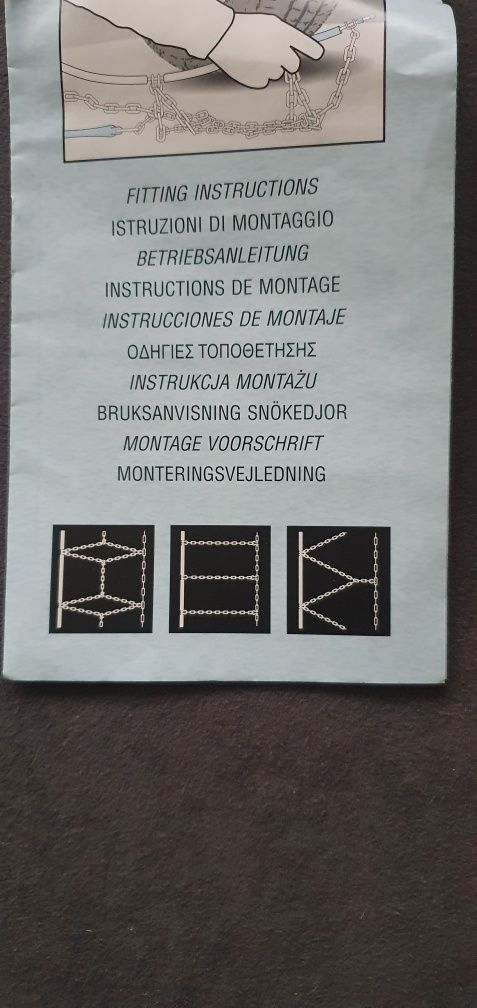 FITTING INSTRUCTIONS
ISTRUZIONI DI MONTAGGIO
BETRIEBSANLEITUNG
INSTRUCTIONS DE MONTAGE
INSTRUCCIONES DE MONTAJE
ΟΔΗΓΙΕΣ ΤΟΠΟΘΕΤΗΣΗΣ
INSTRUKCJA MONTAŻU
BRUKSANVISNING SNÖKEDJOR
MONTAGE VOORSCHRIFT
MONTERINGSVEJLEDNING